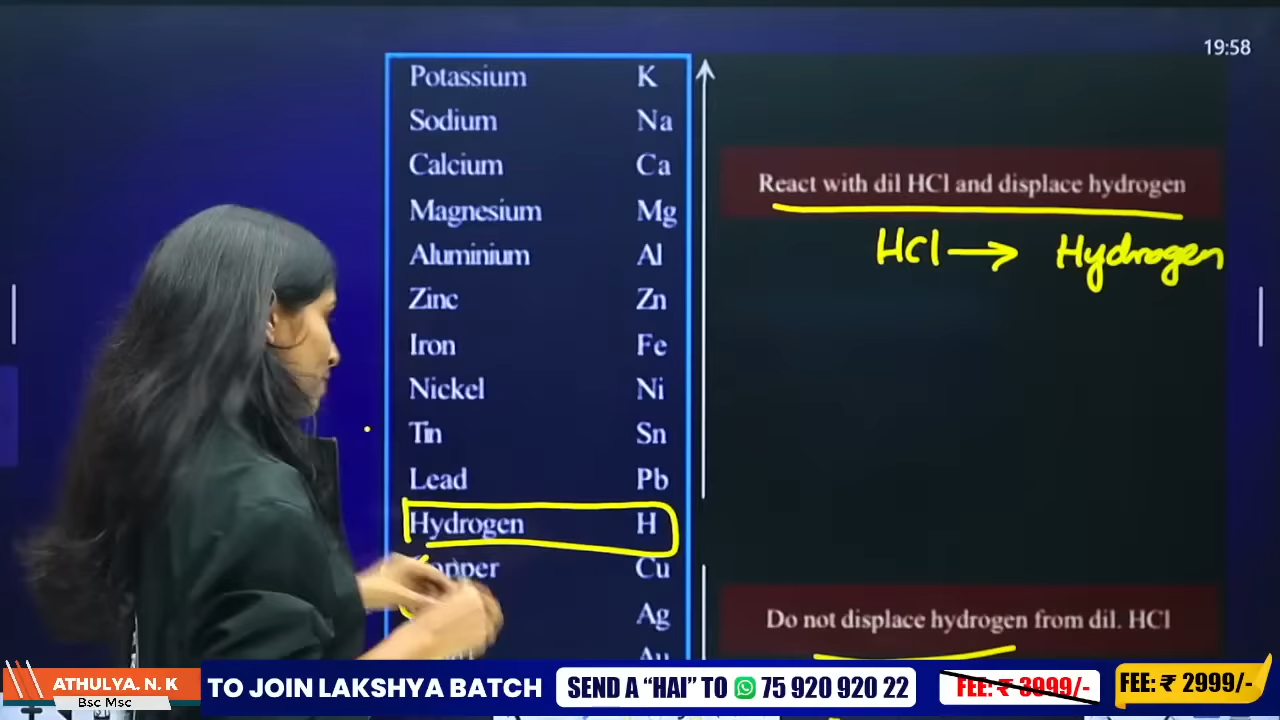 19:58
Potassium K
Sodium Na
Calcium Ca
Magnesium Mg
Aluminium Al
Zinc Zn
Iron Fe
Nickel Ni
Tin Sn
Lead Pb
Hydrogen H
Cu
Ag
Au
React with dil HCl and displace hydrogen
HCl → Hydrogen
Do not displace hydrogen from dil. HCl
ATHULYA. N. K
Bsc Msc
TO JOIN LAKSHYA BATCH
SEND A “HAI” TO 75 920 920 22
FEE: ₹ 3999/-
FEE: ₹ 2999/-